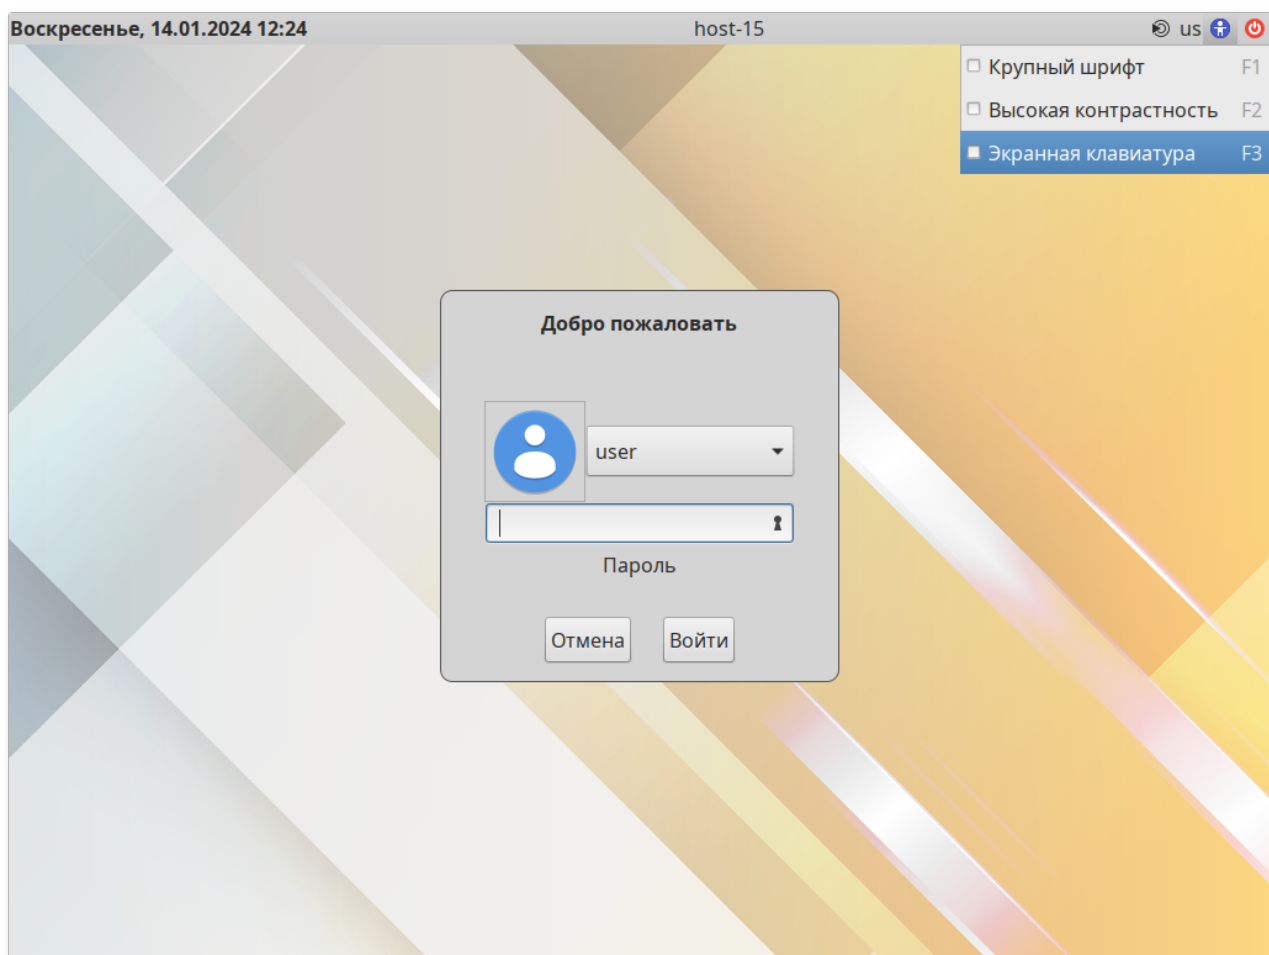 Воскресенье, 14.01.2024 12:24 host-15 us
Крупный шрифт F1
Высокая контрастность F2
Экранная клавиатура F3
Добро пожаловать
user
Пароль
Отмена Войти